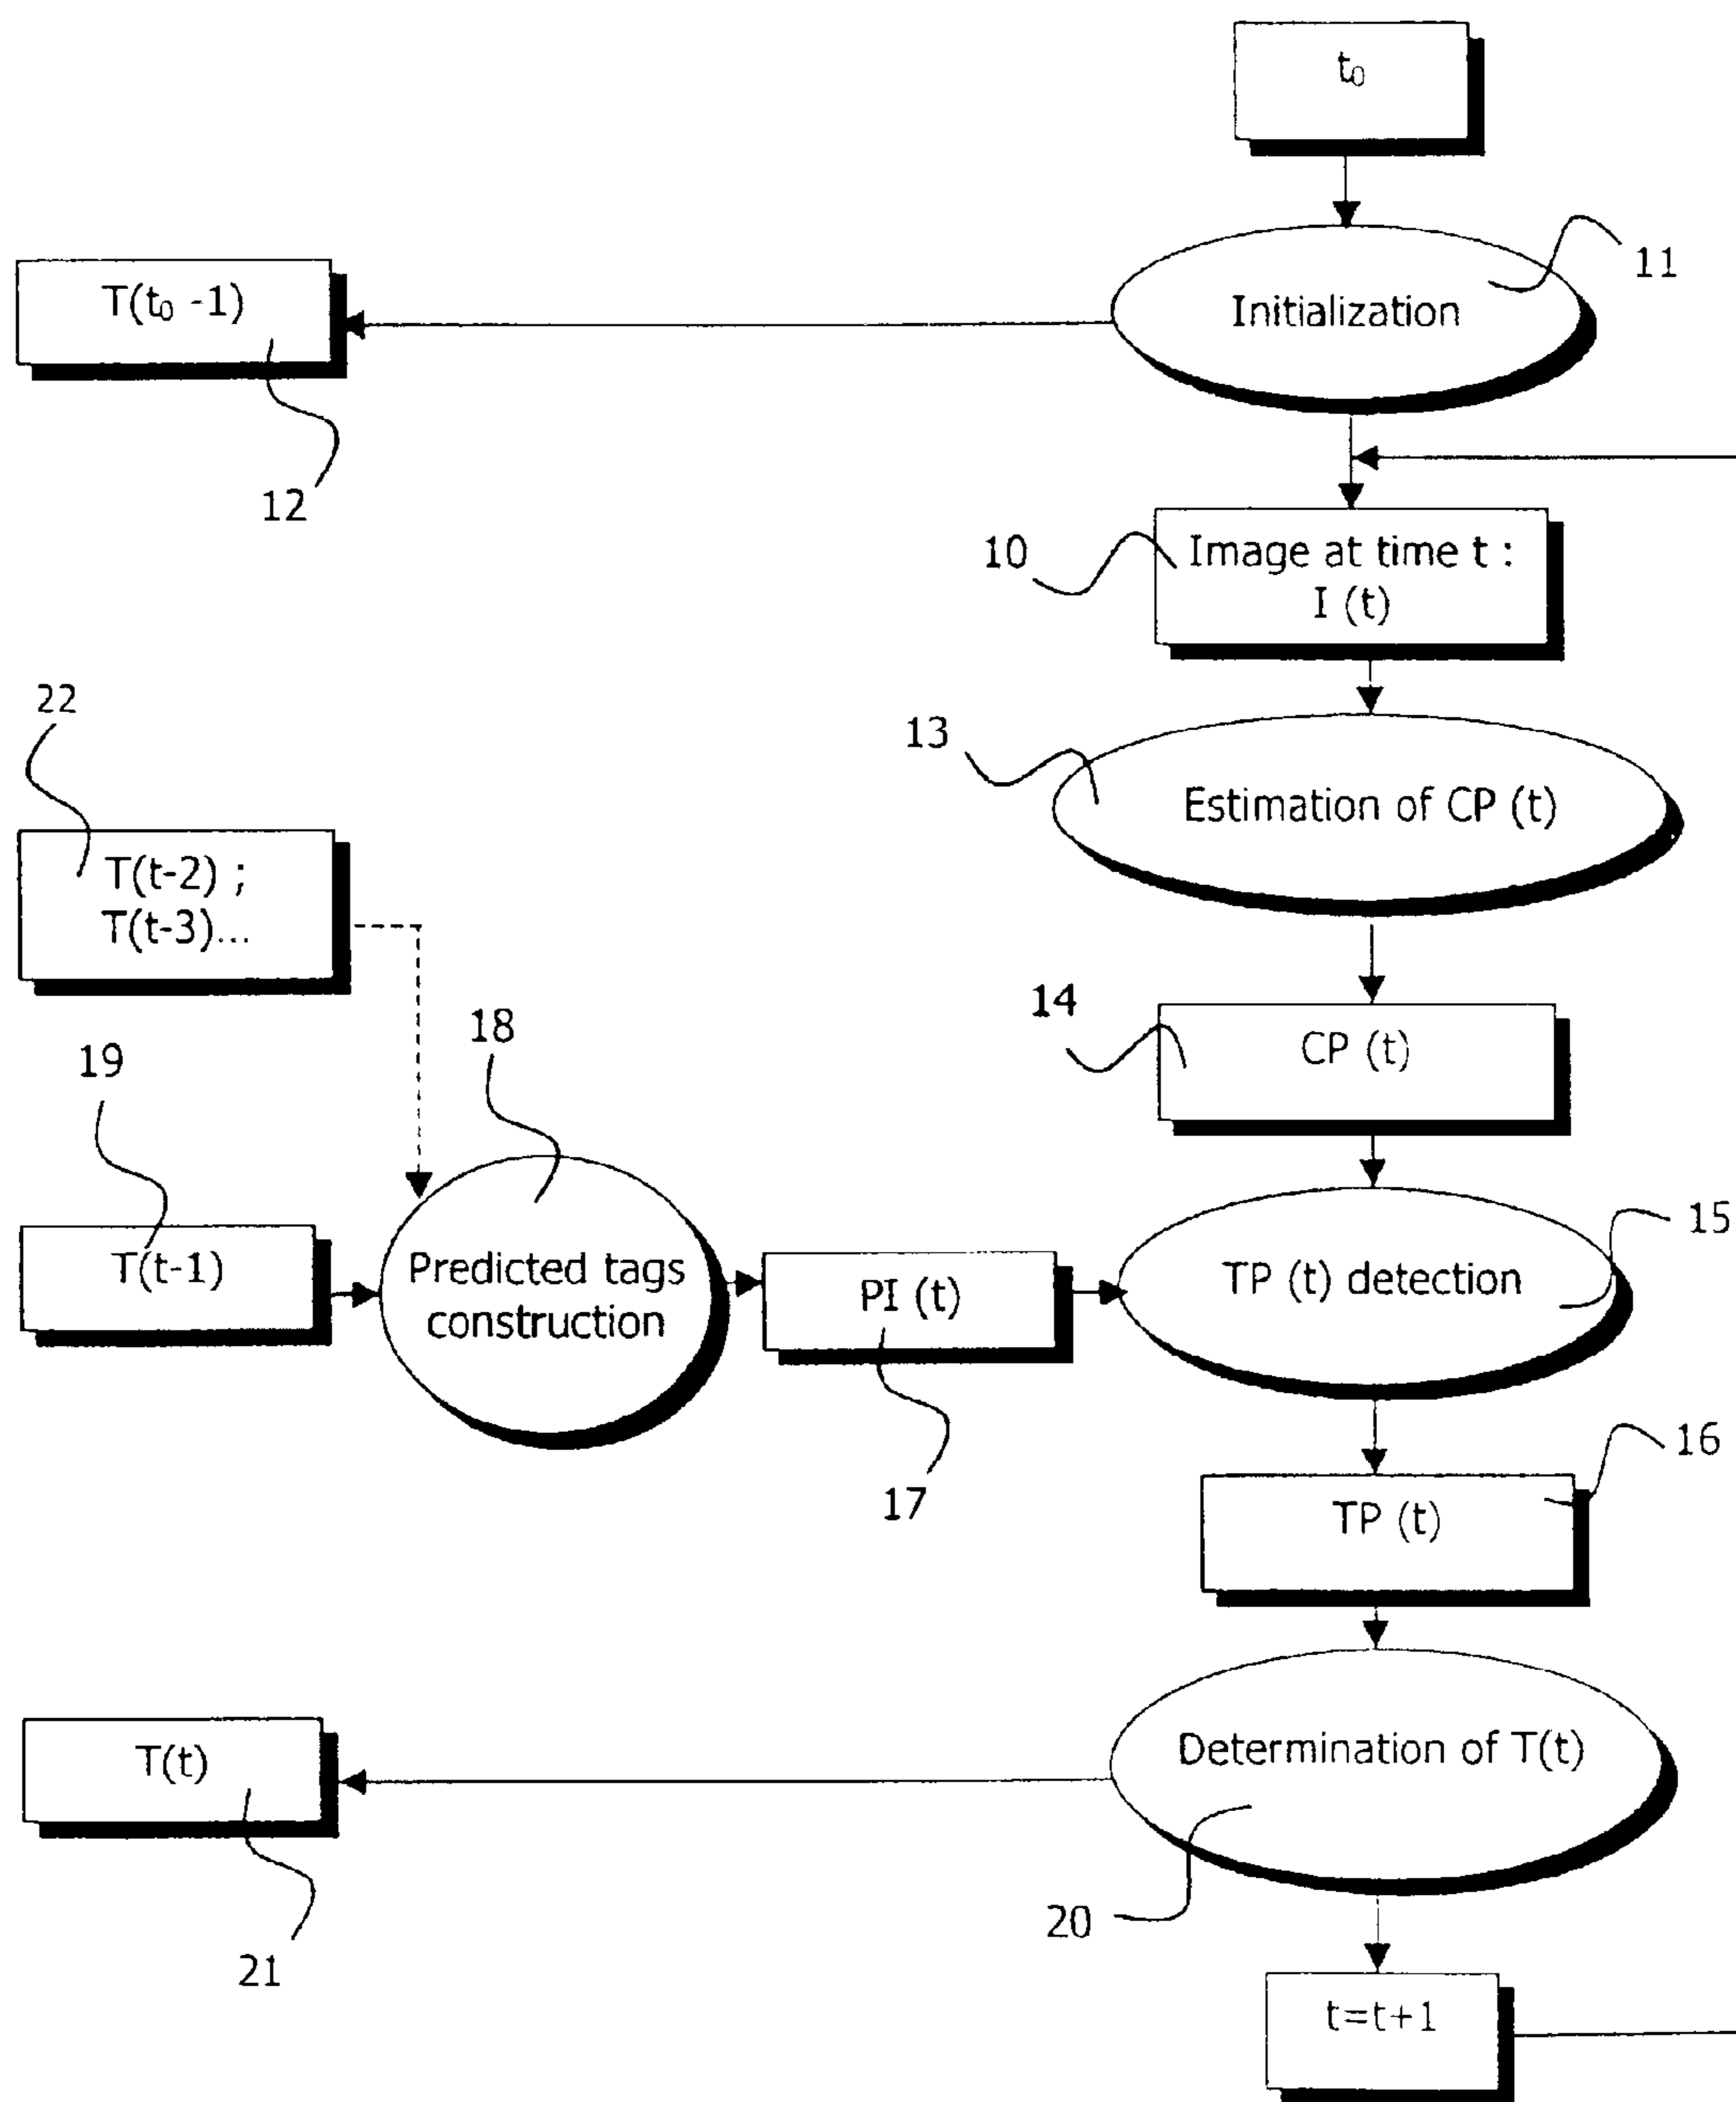 t₀
11
Initialization
T(t₀ -1)
12
10
Image at time t :
I (t)
22
13
Estimation of CP (t)
T(t-2) ;
T(t-3)...
14
CP (t)
18
19
15
T(t-1)
Predicted tags
construction
PI (t)
TP (t) detection
17
16
TP (t)
T(t)
Determination of T(t)
20
21
t=t+1